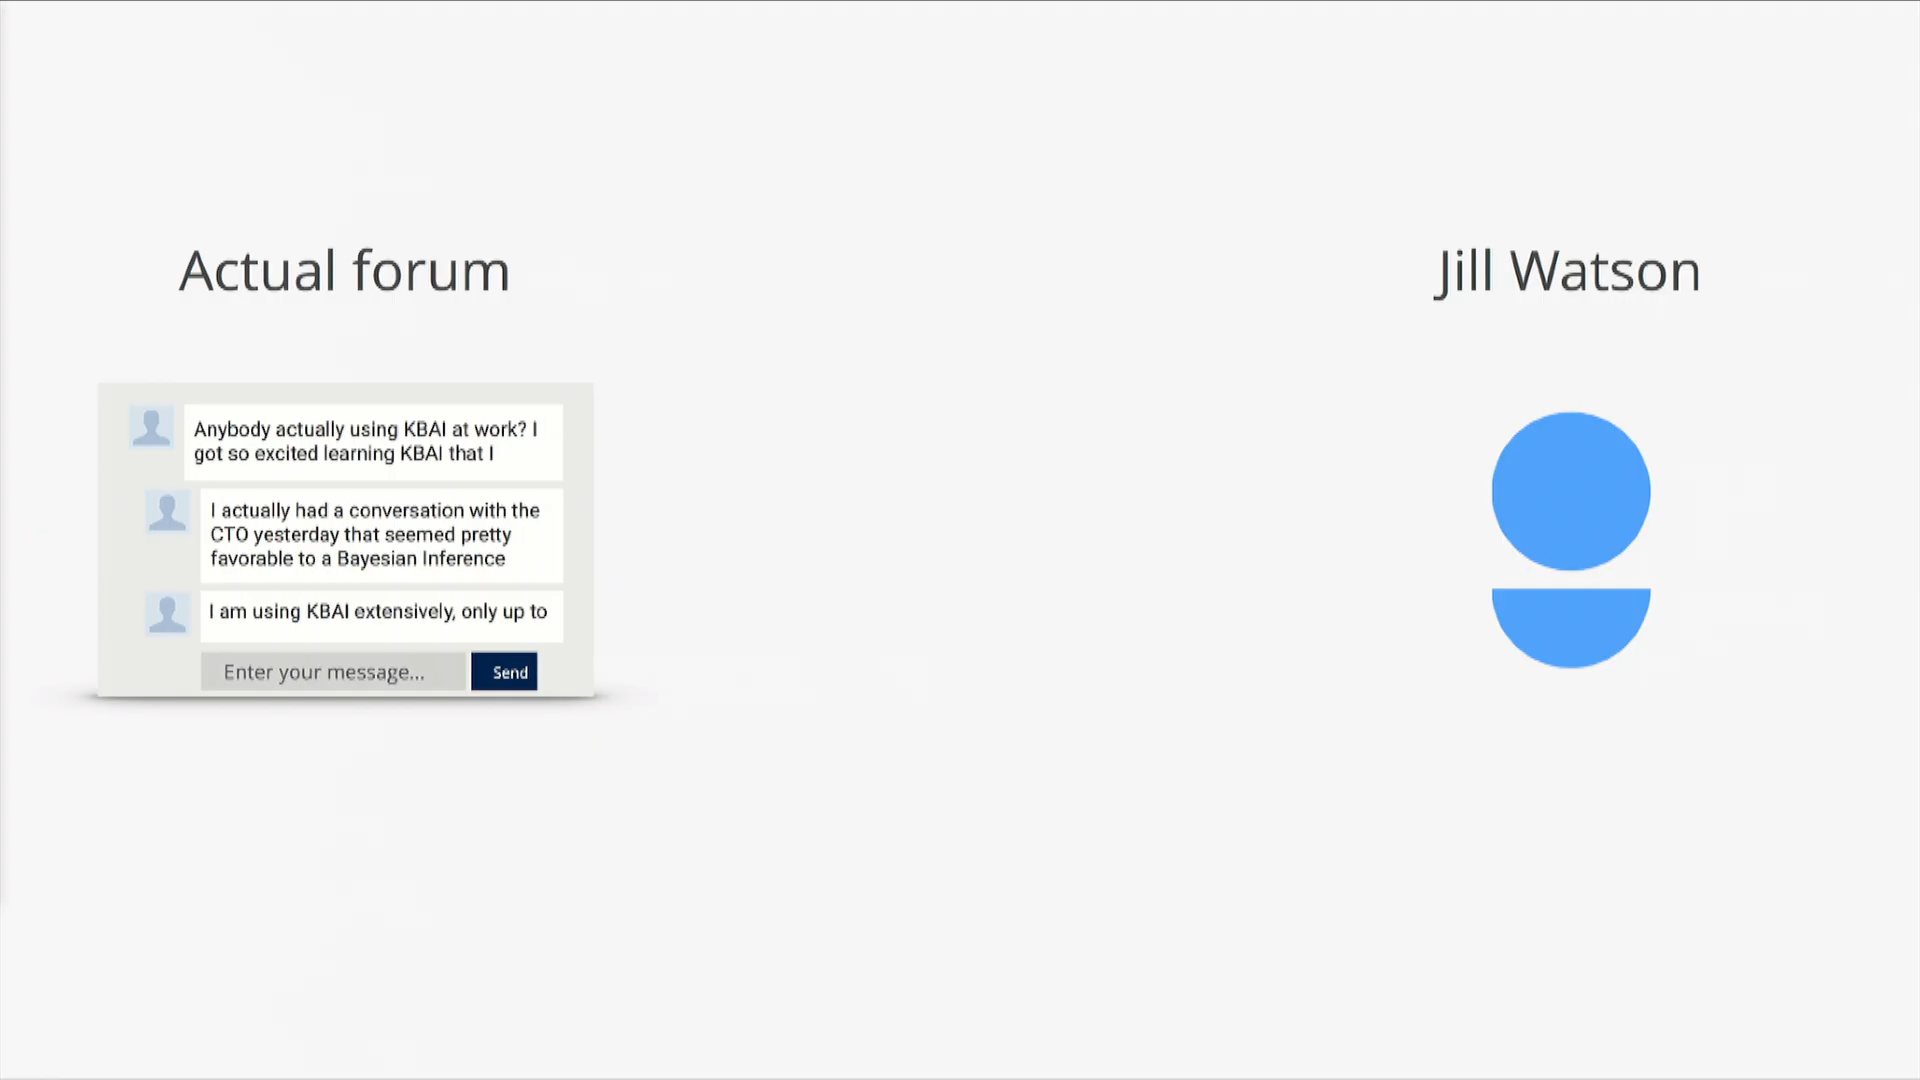 Actual forum
Jill Watson
Anybody actually using KBAI at work? I
got so excited learning KBAI that I
I actually had a conversation with the
CTO yesterday that seemed pretty
favorable to a Bayesian Inference
I am using KBAI extensively, only up to
Enter your message...
Send